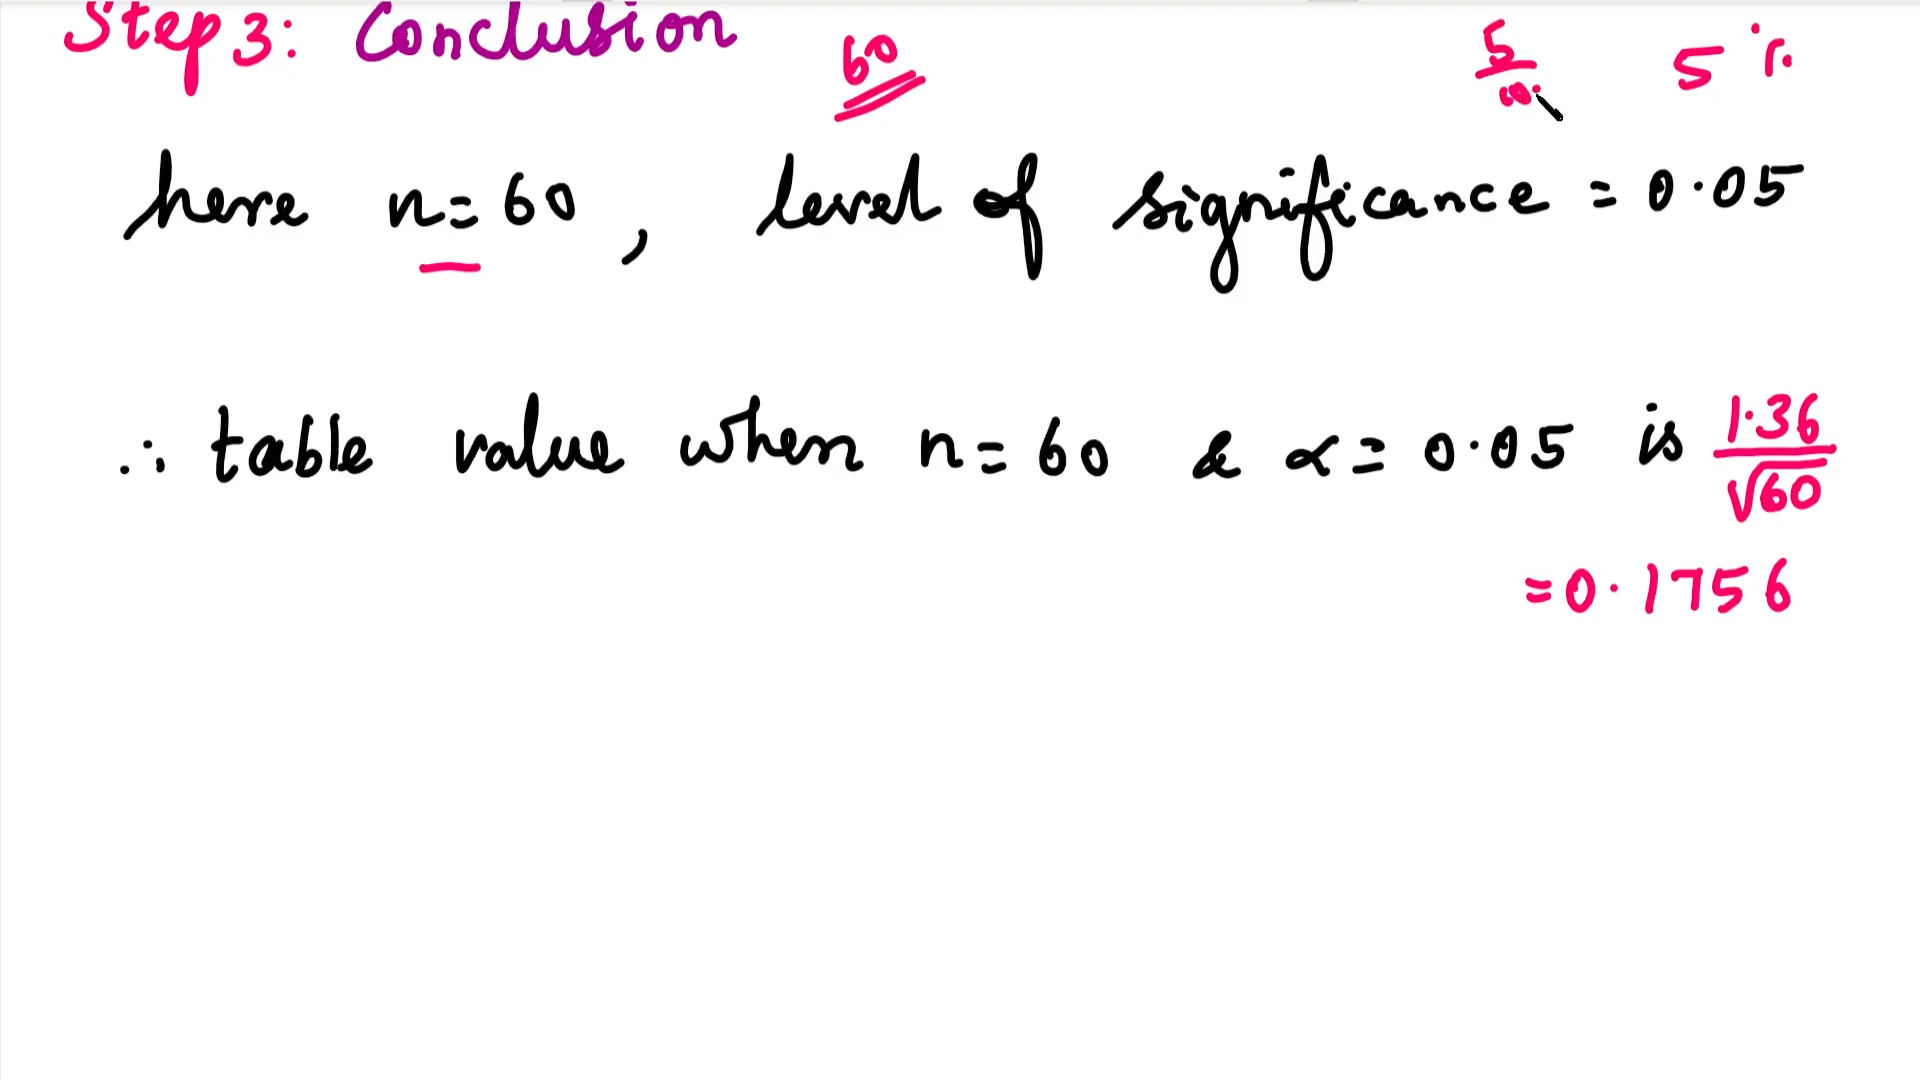 Step 3: Conclusion
60
5
5 %
here n = 60, level of significance = 0.05
∴ table value when n = 60 & α = 0.05 is 1.36/√60
= 0.1756